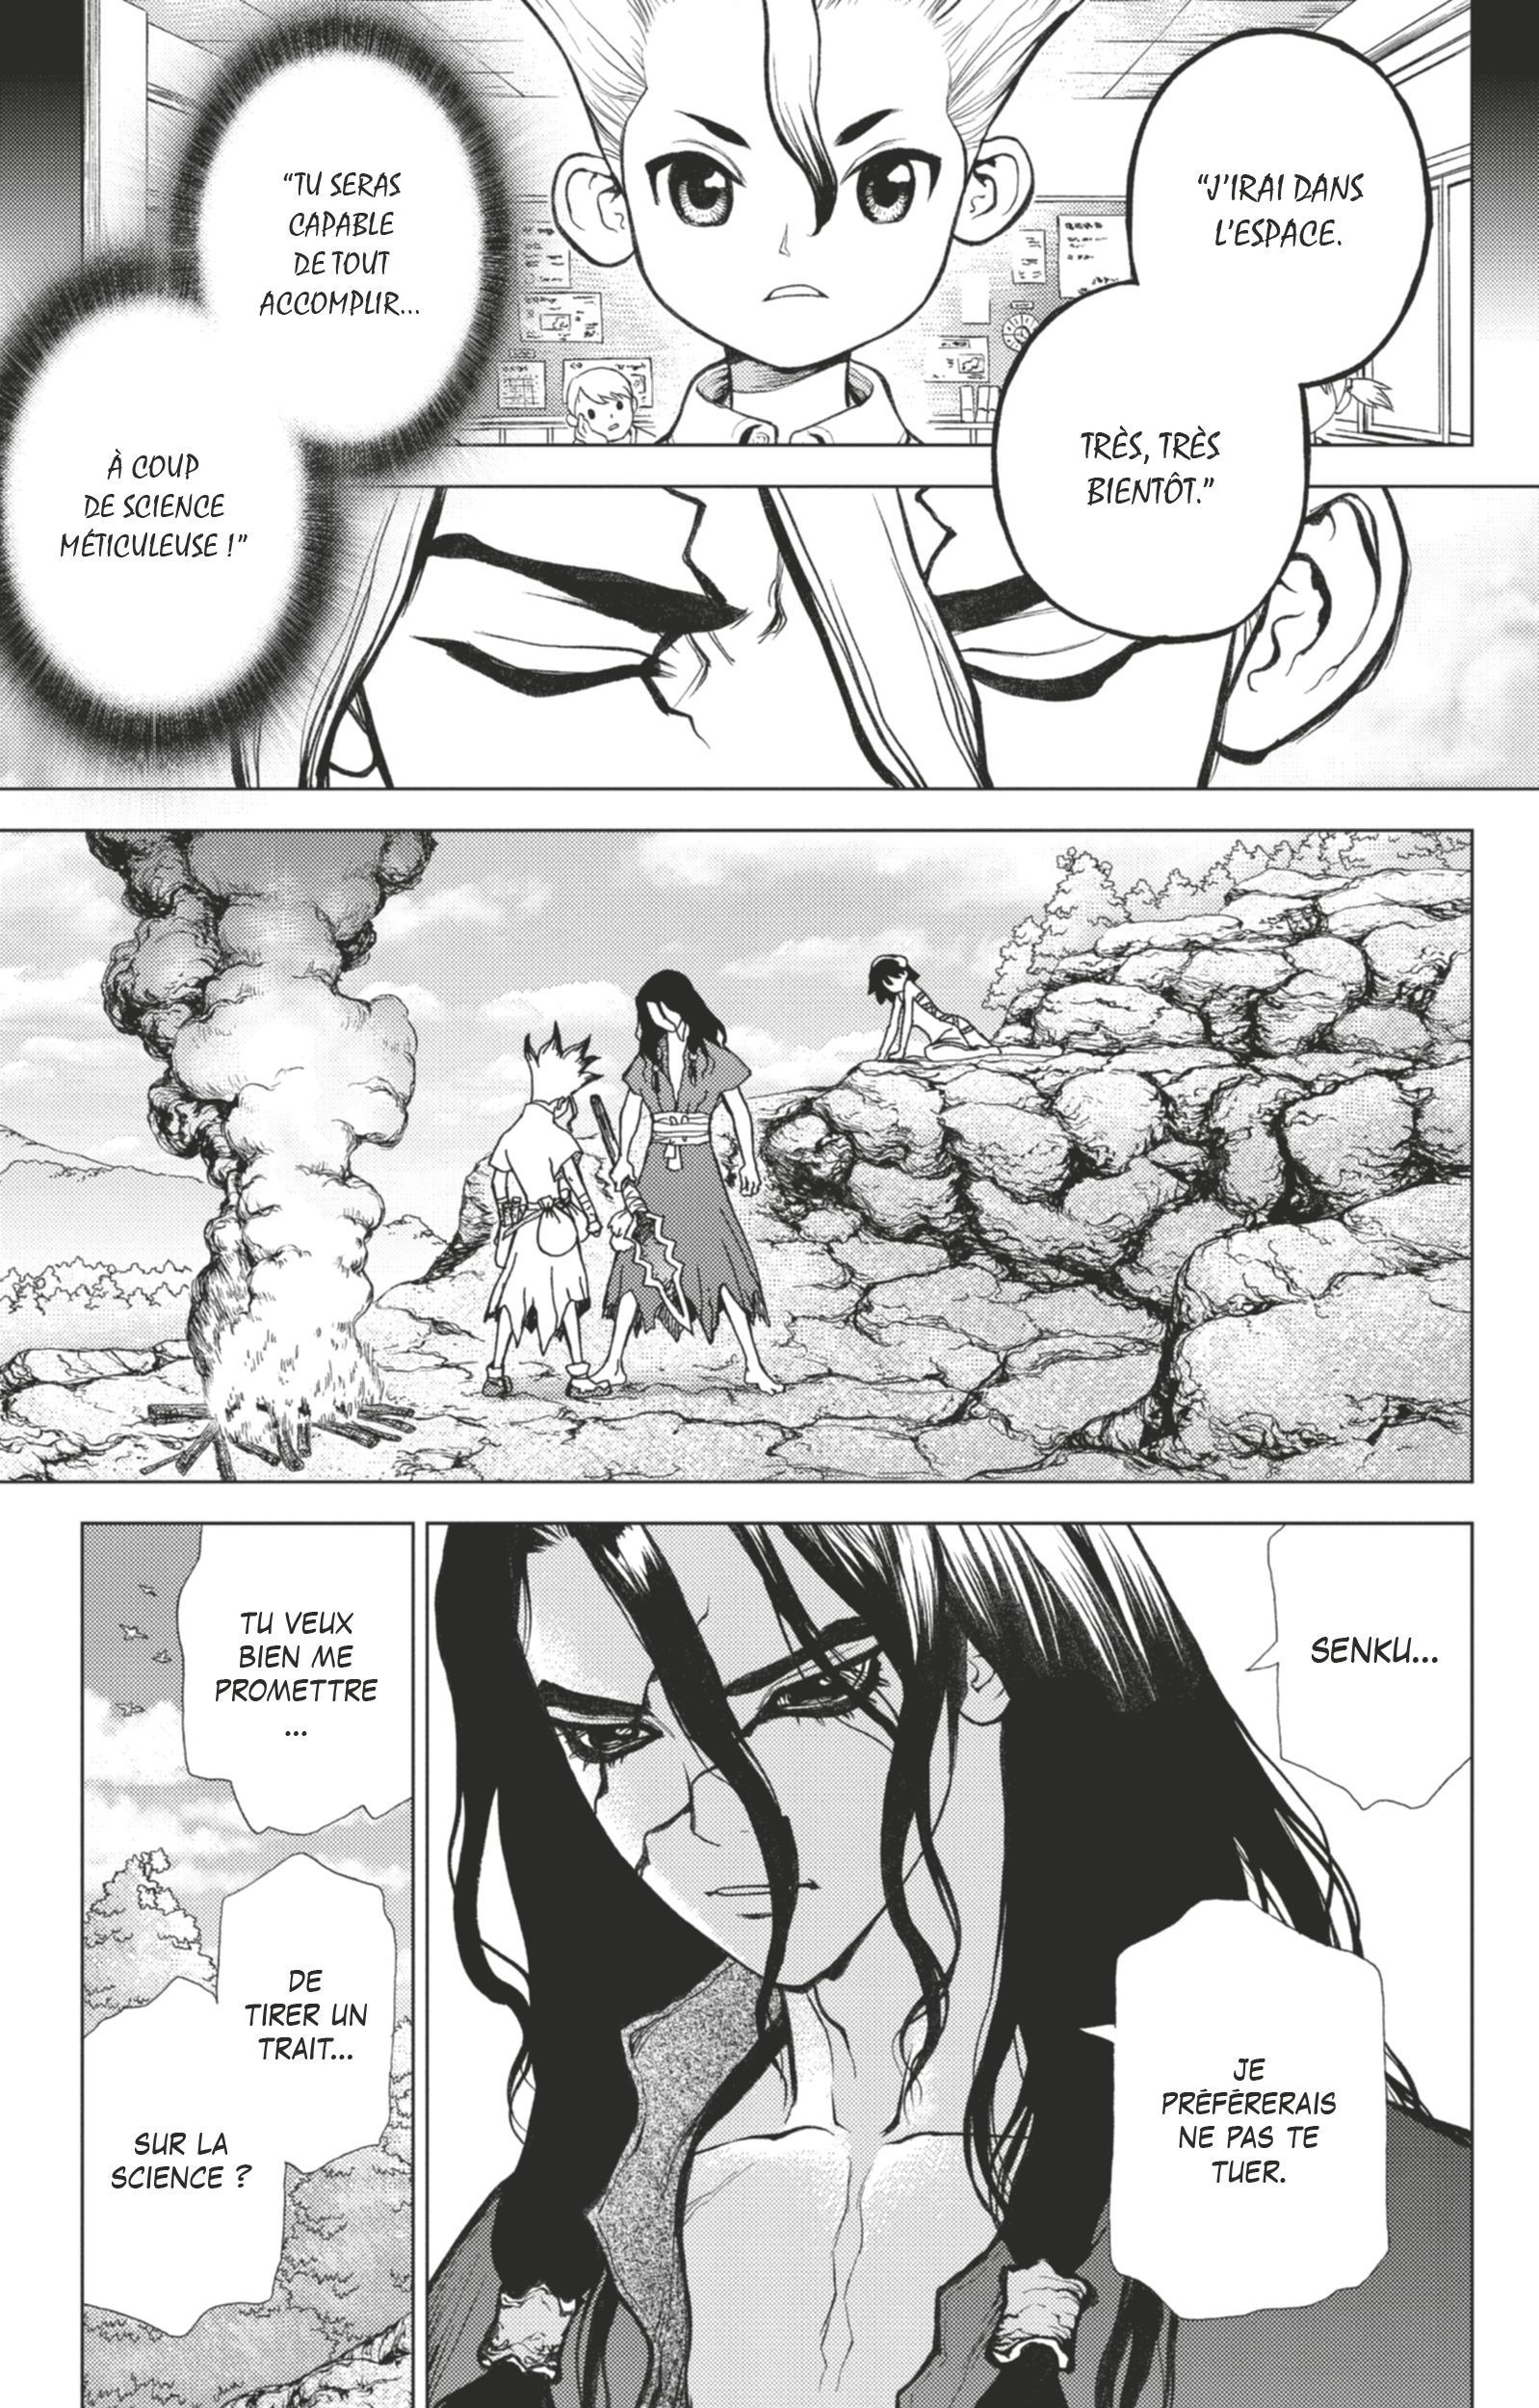 “J’IRAI DANS
L’ESPACE.
TRÈS, TRÈS
BIENTÔT.”
“TU SERAS
CAPABLE
DE TOUT
ACCOMPLIR...
À COUP
DE SCIENCE
MÉTICULEUSE !”
SENKU...
JE
PRÉFÉRERAIS
NE PAS TE
TUER.
TU VEUX
BIEN ME
PROMETTRE
...
DE
TIRER UN
TRAIT...
SUR LA
SCIENCE ?